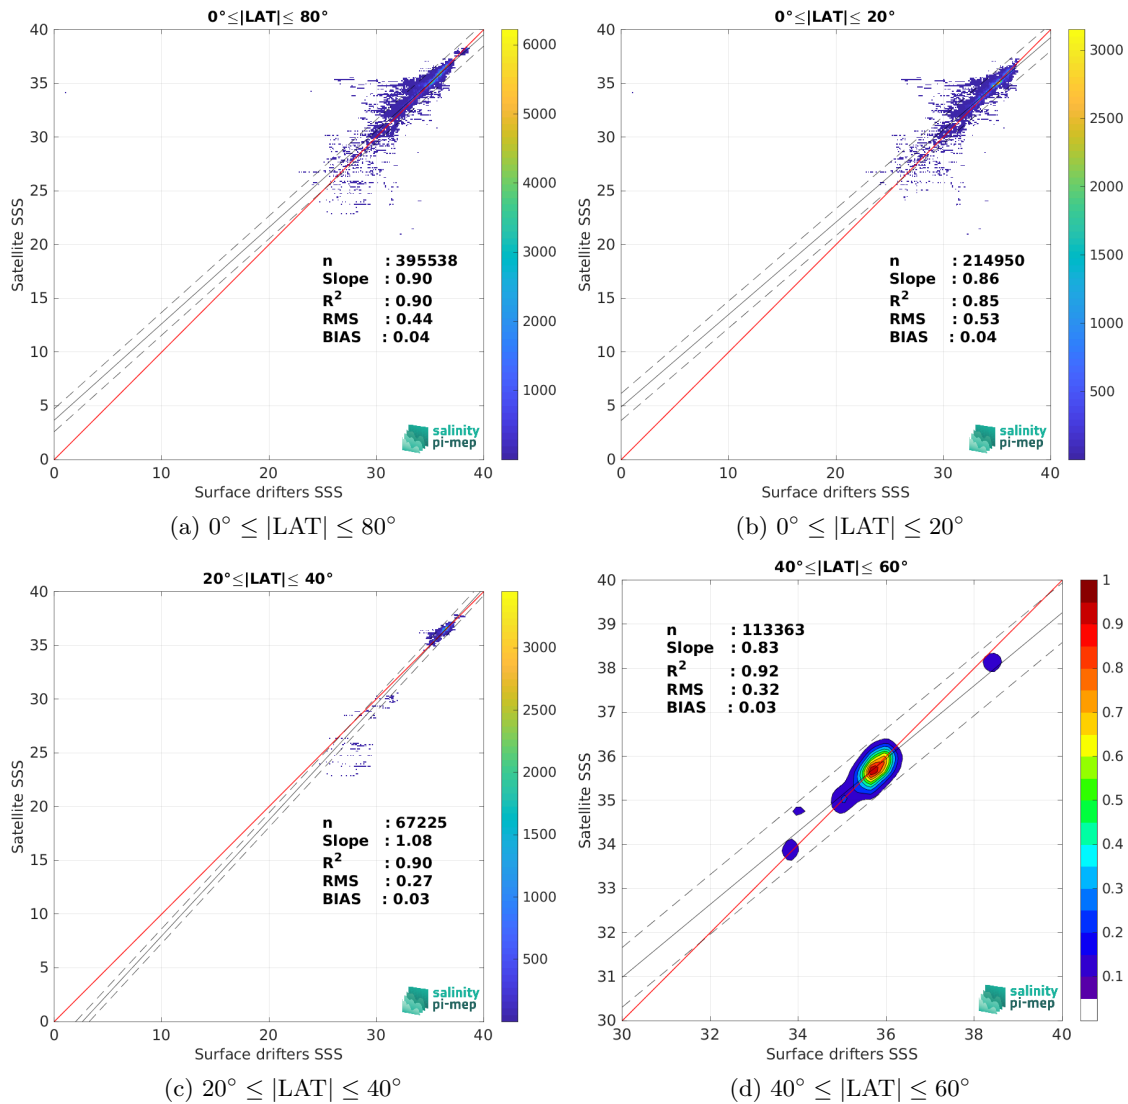 0°≤|LAT|≤ 80°
40
35
30
25
20
15
10
5
0
0
10
20
30
40
Satellite SSS
Surface drifters SSS
n : 395538
Slope : 0.90
R2 : 0.90
RMS : 0.44
BIAS : 0.04
salinity
pi-mep
6000
5000
4000
3000
2000
1000
(a) 0° ≤ |LAT| ≤ 80°
0°≤|LAT|≤ 20°
40
35
30
25
20
15
10
5
0
0
10
20
30
40
Satellite SSS
Surface drifters SSS
n : 214950
Slope : 0.86
R2 : 0.85
RMS : 0.53
BIAS : 0.04
salinity
pi-mep
3000
2500
2000
1500
1000
500
(b) 0° ≤ |LAT| ≤ 20°
20°≤|LAT|≤ 40°
40
35
30
25
20
15
10
5
0
0
10
20
30
40
Satellite SSS
Surface drifters SSS
n : 67225
Slope : 1.08
R2 : 0.90
RMS : 0.27
BIAS : 0.03
salinity
pi-mep
3000
2500
2000
1500
1000
500
(c) 20° ≤ |LAT| ≤ 40°
40°≤|LAT|≤ 60°
40
39
38
37
36
35
34
33
32
31
30
30
32
34
36
38
40
Satellite SSS
Surface drifters SSS
n : 113363
Slope : 0.83
R2 : 0.92
RMS : 0.32
BIAS : 0.03
salinity
pi-mep
1
0.9
0.8
0.7
0.6
0.5
0.4
0.3
0.2
0.1
(d) 40° ≤ |LAT| ≤ 60°